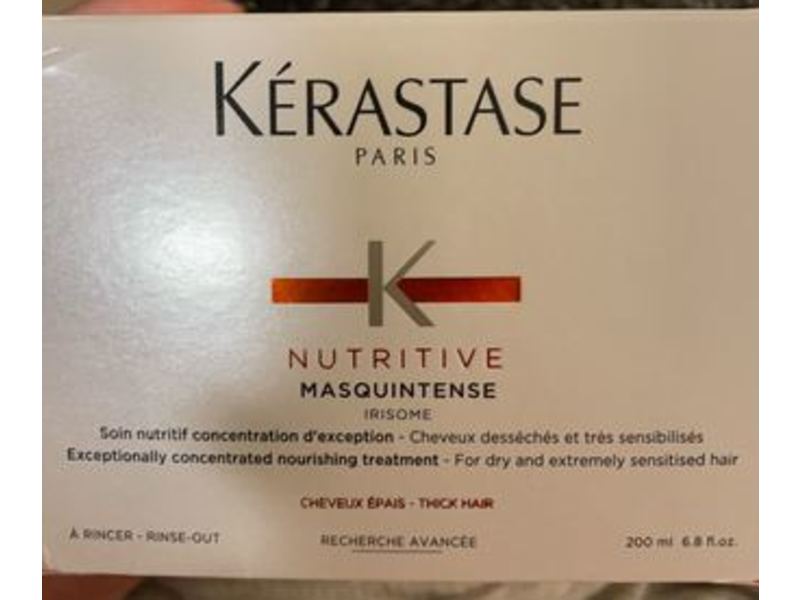 KÉRASTASE
PARIS
K
NUTRITIVE
MASQUINTENSE
IRISOME
Soin nutritif concentration d'exception - Cheveux desséchés et très sensibilisés
Exceptionally concentrated nourishing treatment - For dry and extremely sensitised hair
CHEVEUX ÉPAIS - THICK HAIR
À RINCER - RINSE-OUT RECHERCHE AVANCÉE 200 ml 6.8 fl.oz.